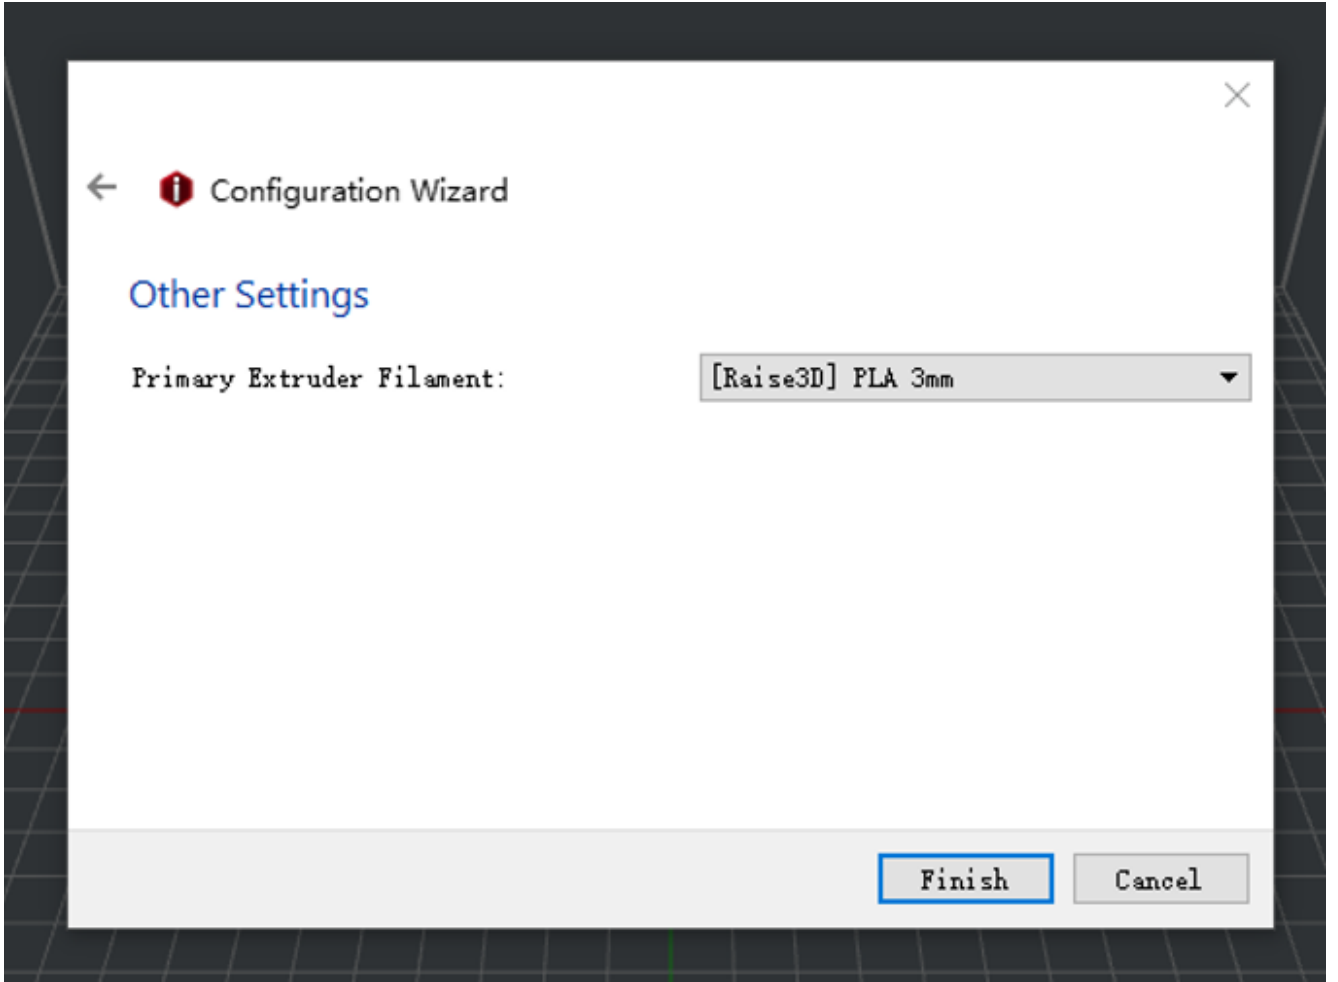 Configuration Wizard
Other Settings
Primary Extruder Filament:
[Raise3D] PLA 3mm
Finish
Cancel